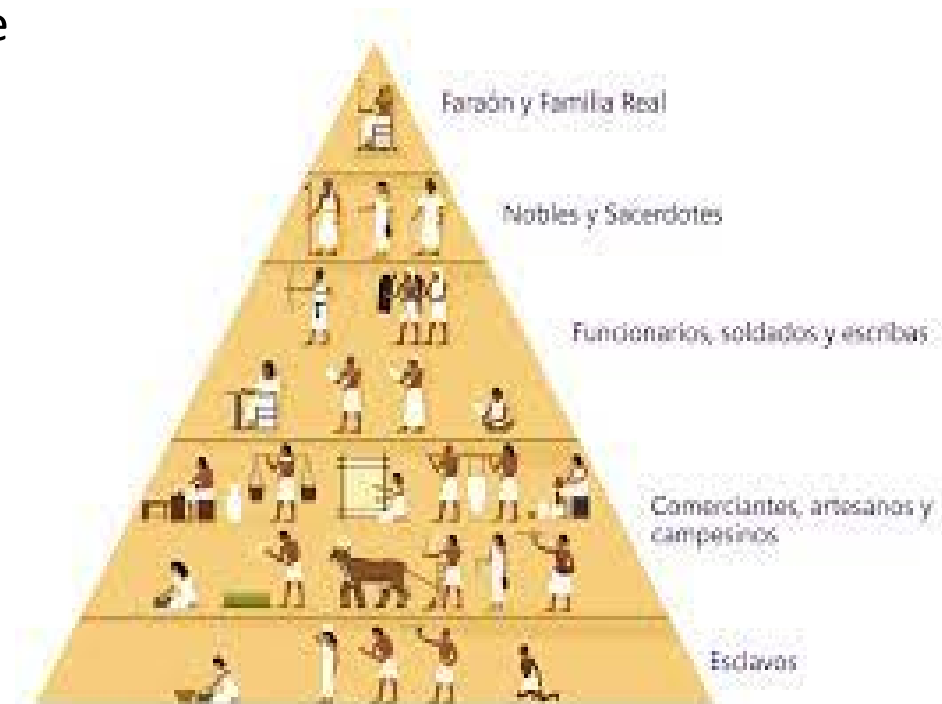 e
Faraón y Familia Real
Nobles y Sacerdotes
Funcionarios, soldados y escribas
Comerciantes, artesanos y
campesinos
Esclavos